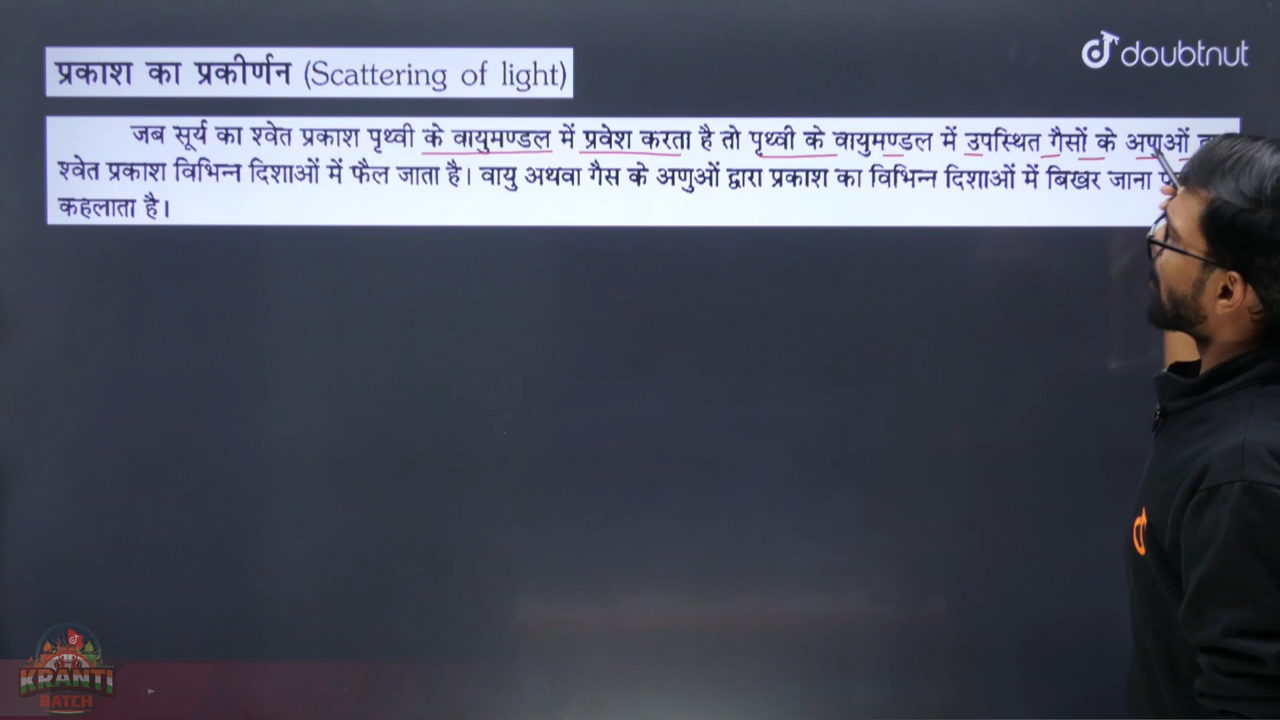 प्रकाश का प्रकीर्णन (Scattering of light)
doubtnut
जब सूर्य का श्वेत प्रकाश पृथ्वी के वायुमण्डल में प्रवेश करता है तो पृथ्वी के वायुमण्डल में उपस्थित गैसों के अणुओं
श्वेत प्रकाश विभिन्न दिशाओं में फैल जाता है। वायु अथवा गैस के अणुओं द्वारा प्रकाश का विभिन्न दिशाओं में बिखर जाना
कहलाता है।
KRANTI
BATCH